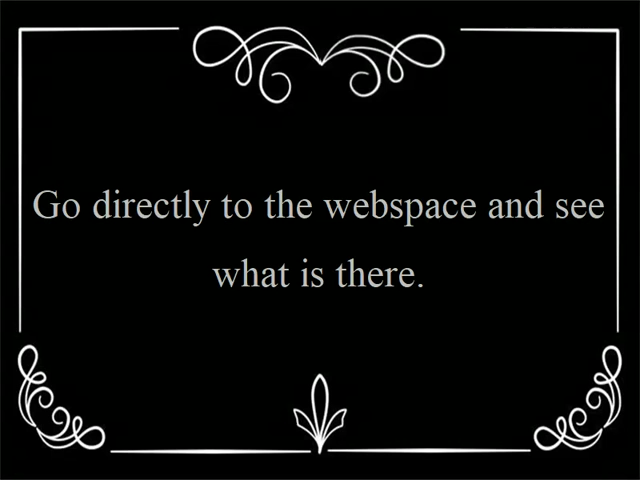 Go directly to the webspace and see
what is there.